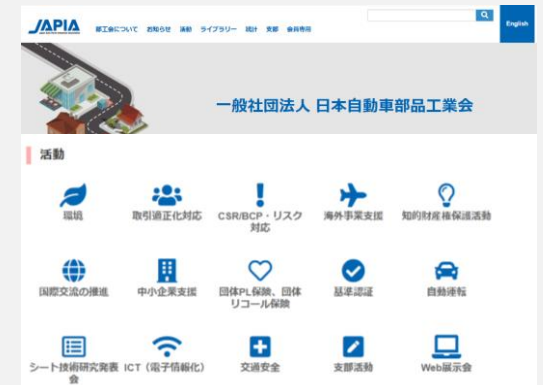 JAPIA
部工会について お知らせ 活動 ライブラリー 統計 支部 会員専用
English
一般社団法人 日本自動車部品工業会
活動
環境 取引適正化対応 CSR/BCP・リスク対応 海外事業支援 知的財産権保護活動
国際交流の推進 中小企業支援 団体PL保険、団体リコール保険 基準認証 自動運転
シート技術研究発表会 ICT（電子情報化） 交通安全 支部活動 Web展示会